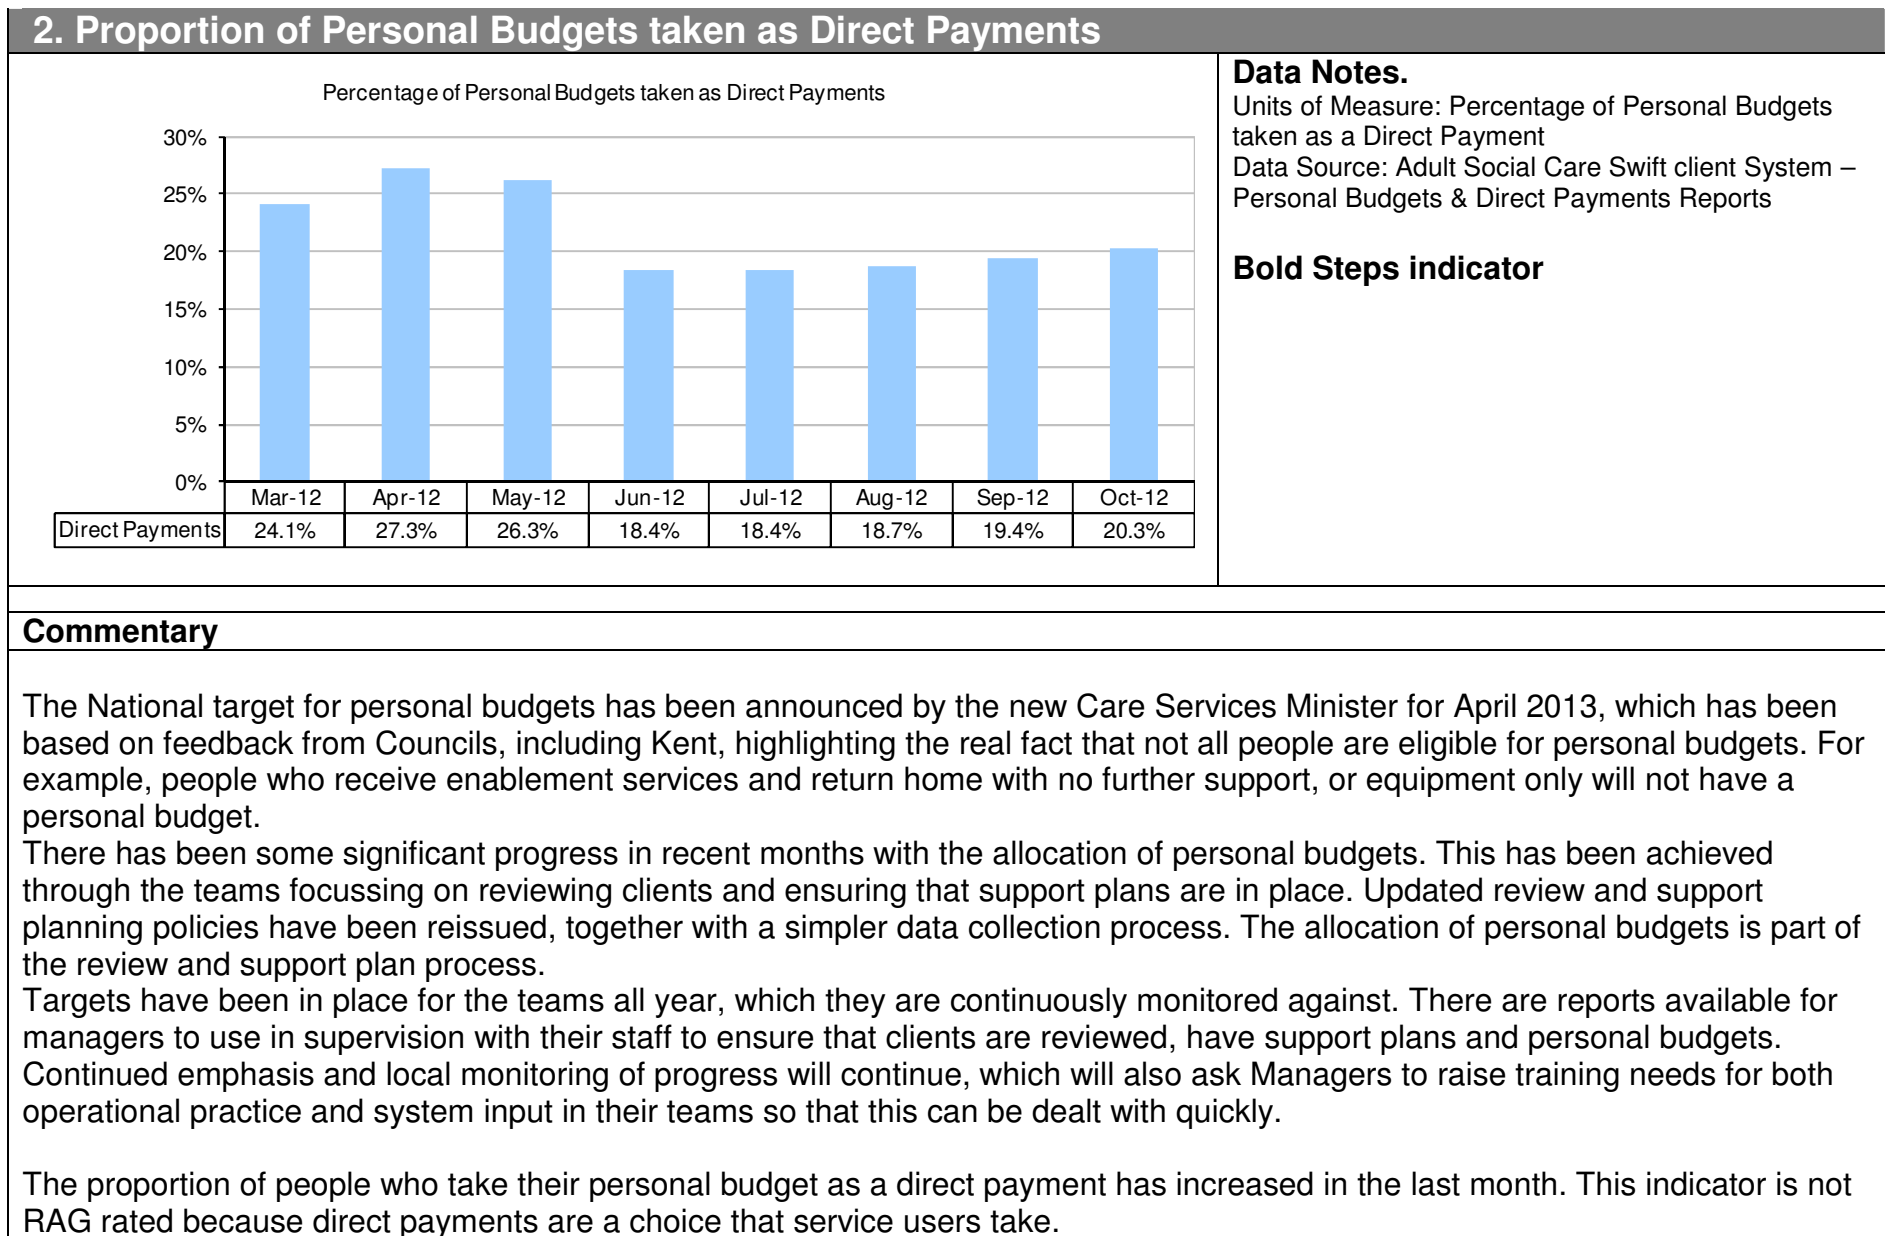 2. Proportion of Personal Budgets taken as Direct Payments
Percentage of Personal Budgets taken as Direct Payments
30%
25%
20%
15%
10%
5%
0%
Mar-12 Apr-12 May-12 Jun-12 Jul-12 Aug-12 Sep-12 Oct-12
Direct Payments 24.1% 27.3% 26.3% 18.4% 18.4% 18.7% 19.4% 20.3%
Data Notes.
Units of Measure: Percentage of Personal Budgets
taken as a Direct Payment
Data Source: Adult Social Care Swift client System –
Personal Budgets & Direct Payments Reports
Bold Steps indicator
Commentary
The National target for personal budgets has been announced by the new Care Services Minister for April 2013, which has been
based on feedback from Councils, including Kent, highlighting the real fact that not all people are eligible for personal budgets. For
example, people who receive enablement services and return home with no further support, or equipment only will not have a
personal budget.
There has been some significant progress in recent months with the allocation of personal budgets. This has been achieved
through the teams focussing on reviewing clients and ensuring that support plans are in place. Updated review and support
planning policies have been reissued, together with a simpler data collection process. The allocation of personal budgets is part of
the review and support plan process.
Targets have been in place for the teams all year, which they are continuously monitored against. There are reports available for
managers to use in supervision with their staff to ensure that clients are reviewed, have support plans and personal budgets.
Continued emphasis and local monitoring of progress will continue, which will also ask Managers to raise training needs for both
operational practice and system input in their teams so that this can be dealt with quickly.
The proportion of people who take their personal budget as a direct payment has increased in the last month. This indicator is not
RAG rated because direct payments are a choice that service users take.